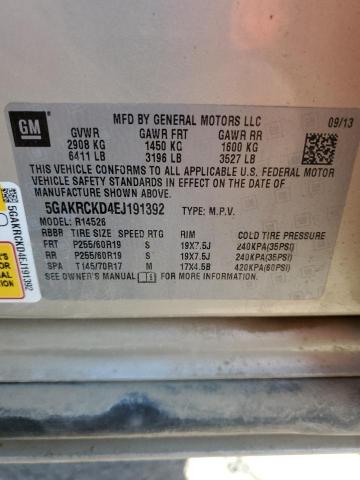 GM
MFD BY GENERAL MOTORS LLC 09/13
GVWR GAWR FRT GAWR RR
2908 KG 1450 KG 1600 KG
6411 LB 3196 LB 3527 LB
THIS VEHICLE CONFORMS TO ALL APPLICABLE U.S. FEDERAL MOTOR
VEHICLE SAFETY STANDARDS IN EFFECT ON THE DATE OF
MANUFACTURE SHOWN ABOVE.
5GAKRCKD4EJ191392 TYPE: M.P.V.
MODEL: R14526
RBBR TIRE SIZE SPEED RTG RIM COLD TIRE PRESSURE
FRT P255/60R19 S 19X7.5J 240KPA(35PSI)
RR P255/60R19 S 19X7.5J 240KPA(35PSI)
SPA T145/70R17 M 17X4.5B 420KPA(60PSI)
SEE OWNER'S MANUAL FOR MORE INFORMATION.
5GAKRCKD4EJ191392